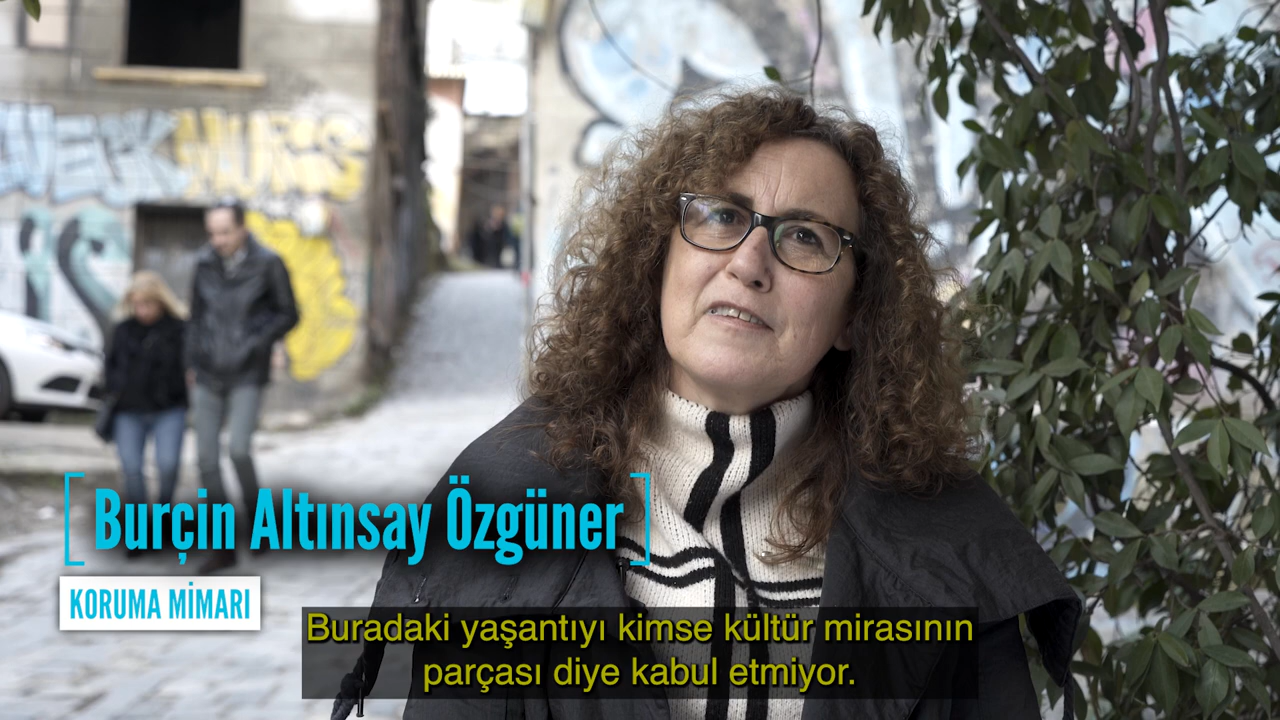 Burçin Altınsay Özgüner
KORUMA MİMARI
Buradaki yaşantıyı kimse kültür mirasının
parçası diye kabul etmiyor.